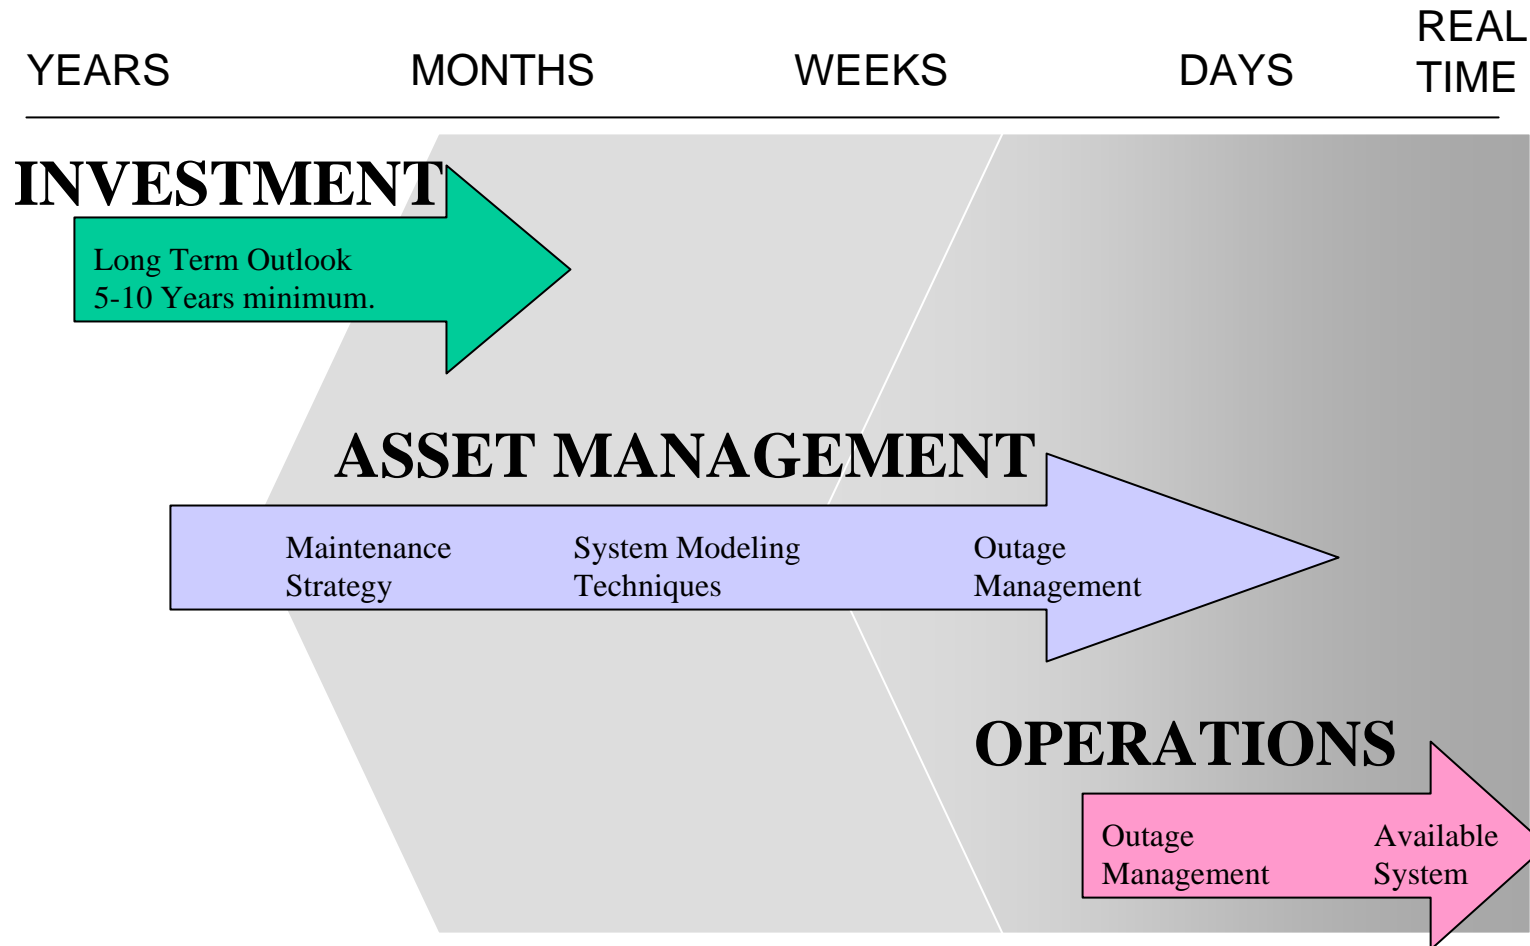 REAL
YEARS MONTHS WEEKS DAYS TIME
INVESTMENT
Long Term Outlook
5-10 Years minimum.
ASSET MANAGEMENT
Maintenance System Modeling Outage
Strategy Techniques Management
OPERATIONS
Outage Available
Management System